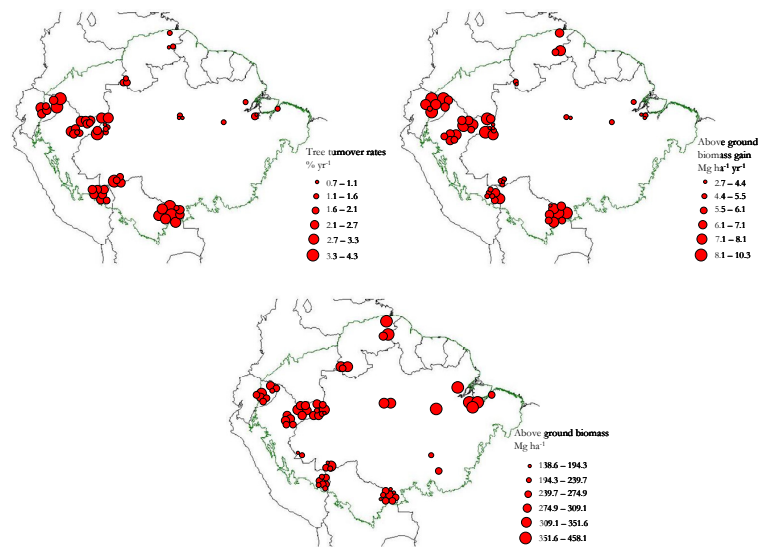 Tree turnover rates
% yr⁻¹
0.7 – 1.1
1.1 – 1.6
1.6 – 2.1
2.1 – 2.7
2.7 – 3.3
3.3 – 4.3
Above ground
biomass gain
Mg ha⁻¹ yr⁻¹
2.7 – 4.4
4.4 – 5.5
5.5 – 6.1
6.1 – 7.1
7.1 – 8.1
8.1 – 10.3
Above ground biomass
Mg ha⁻¹
138.6 – 194.3
194.3 – 239.7
239.7 – 274.9
274.9 – 309.1
309.1 – 351.6
351.6 – 458.1